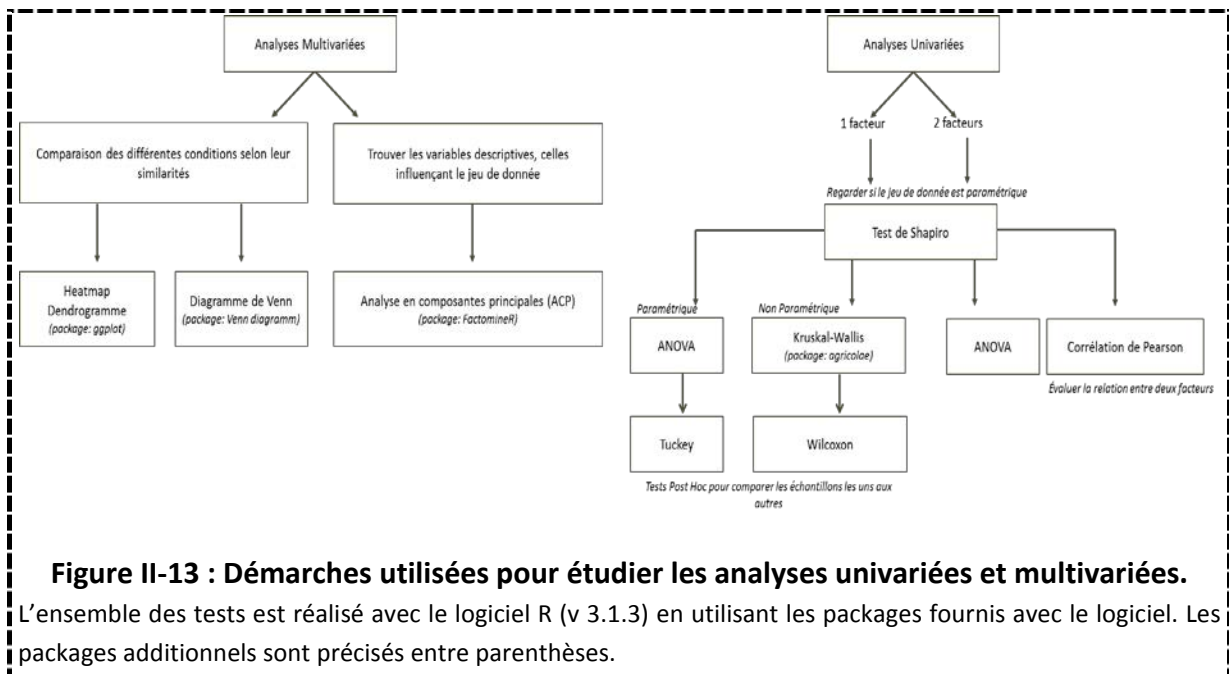 Analyses Multivariées
Comparaison des différentes conditions selon leur
similarités
Trouver les variables descriptives, celles
influençant le jeu de donnée
Heatmap
Dendrogramme
(package: ggplot)
Diagramme de Venn
(package: Venn diagramm)
Analyse en composantes principales (ACP)
(package: FactomineR)
Analyses Univariées
1 facteur
2 facteurs
Regarder si le jeu de donnée est paramétrique
Test de Shapiro
Paramétrique
Non Paramétrique
ANOVA
Kruskal-Wallis
(package: agricolae)
ANOVA
Corrélation de Pearson
Évaluer la relation entre deux facteurs
Tuckey
Wilcoxon
Tests Post Hoc pour comparer les échantillons les uns aux
autres
Figure II-13 : Démarches utilisées pour étudier les analyses univariées et multivariées.
L’ensemble des tests est réalisé avec le logiciel R (v 3.1.3) en utilisant les packages fournis avec le logiciel. Les
packages additionnels sont précisés entre parenthèses.